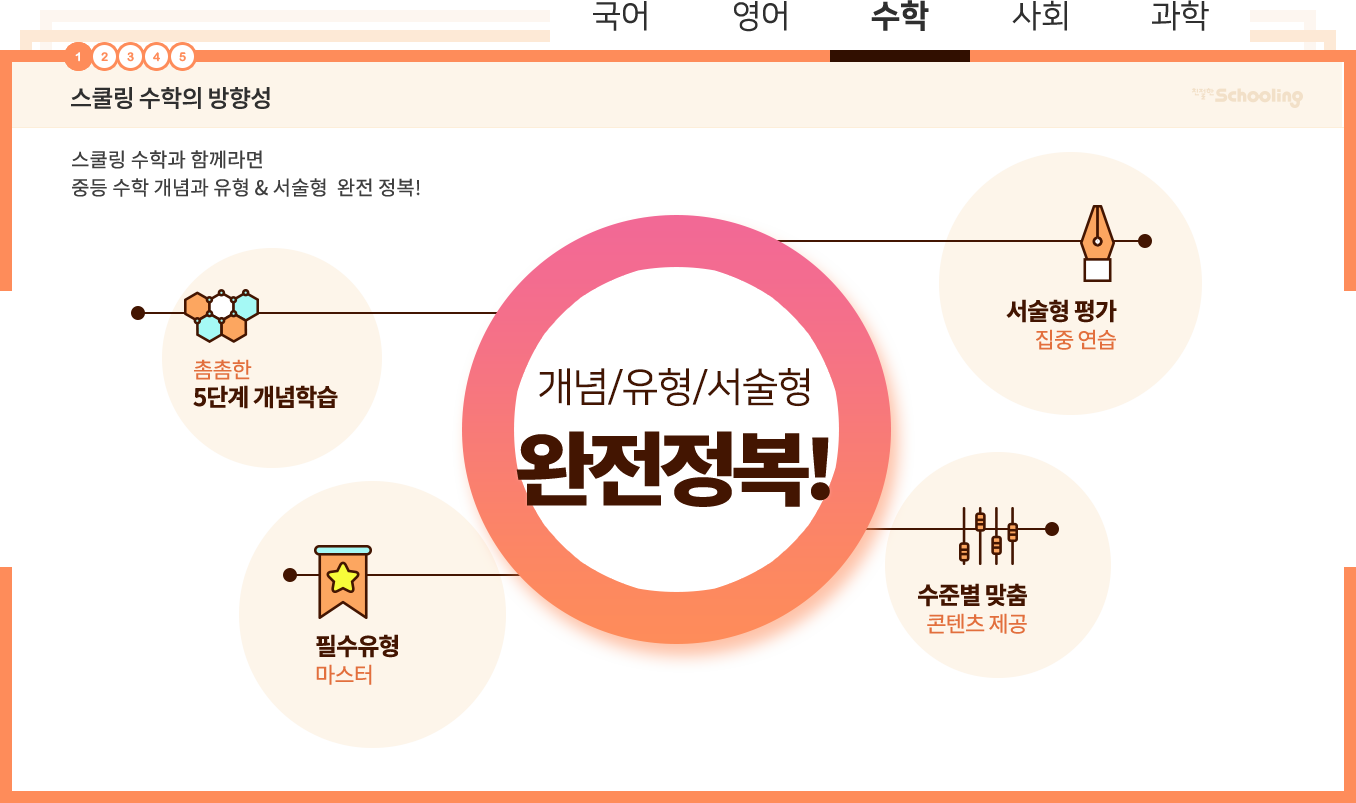 국어 영어 수학 사회 과학
1 2 3 4 5
스쿨링 수학의 방향성
Schooling
스쿨링 수학과 함께라면
중등 수학 개념과 유형 & 서술형 완전 정복!
촘촘한
5단계 개념학습
필수유형
마스터
개념/유형/서술형
완전정복!
서술형 평가
집중 연습
수준별 맞춤
콘텐츠 제공